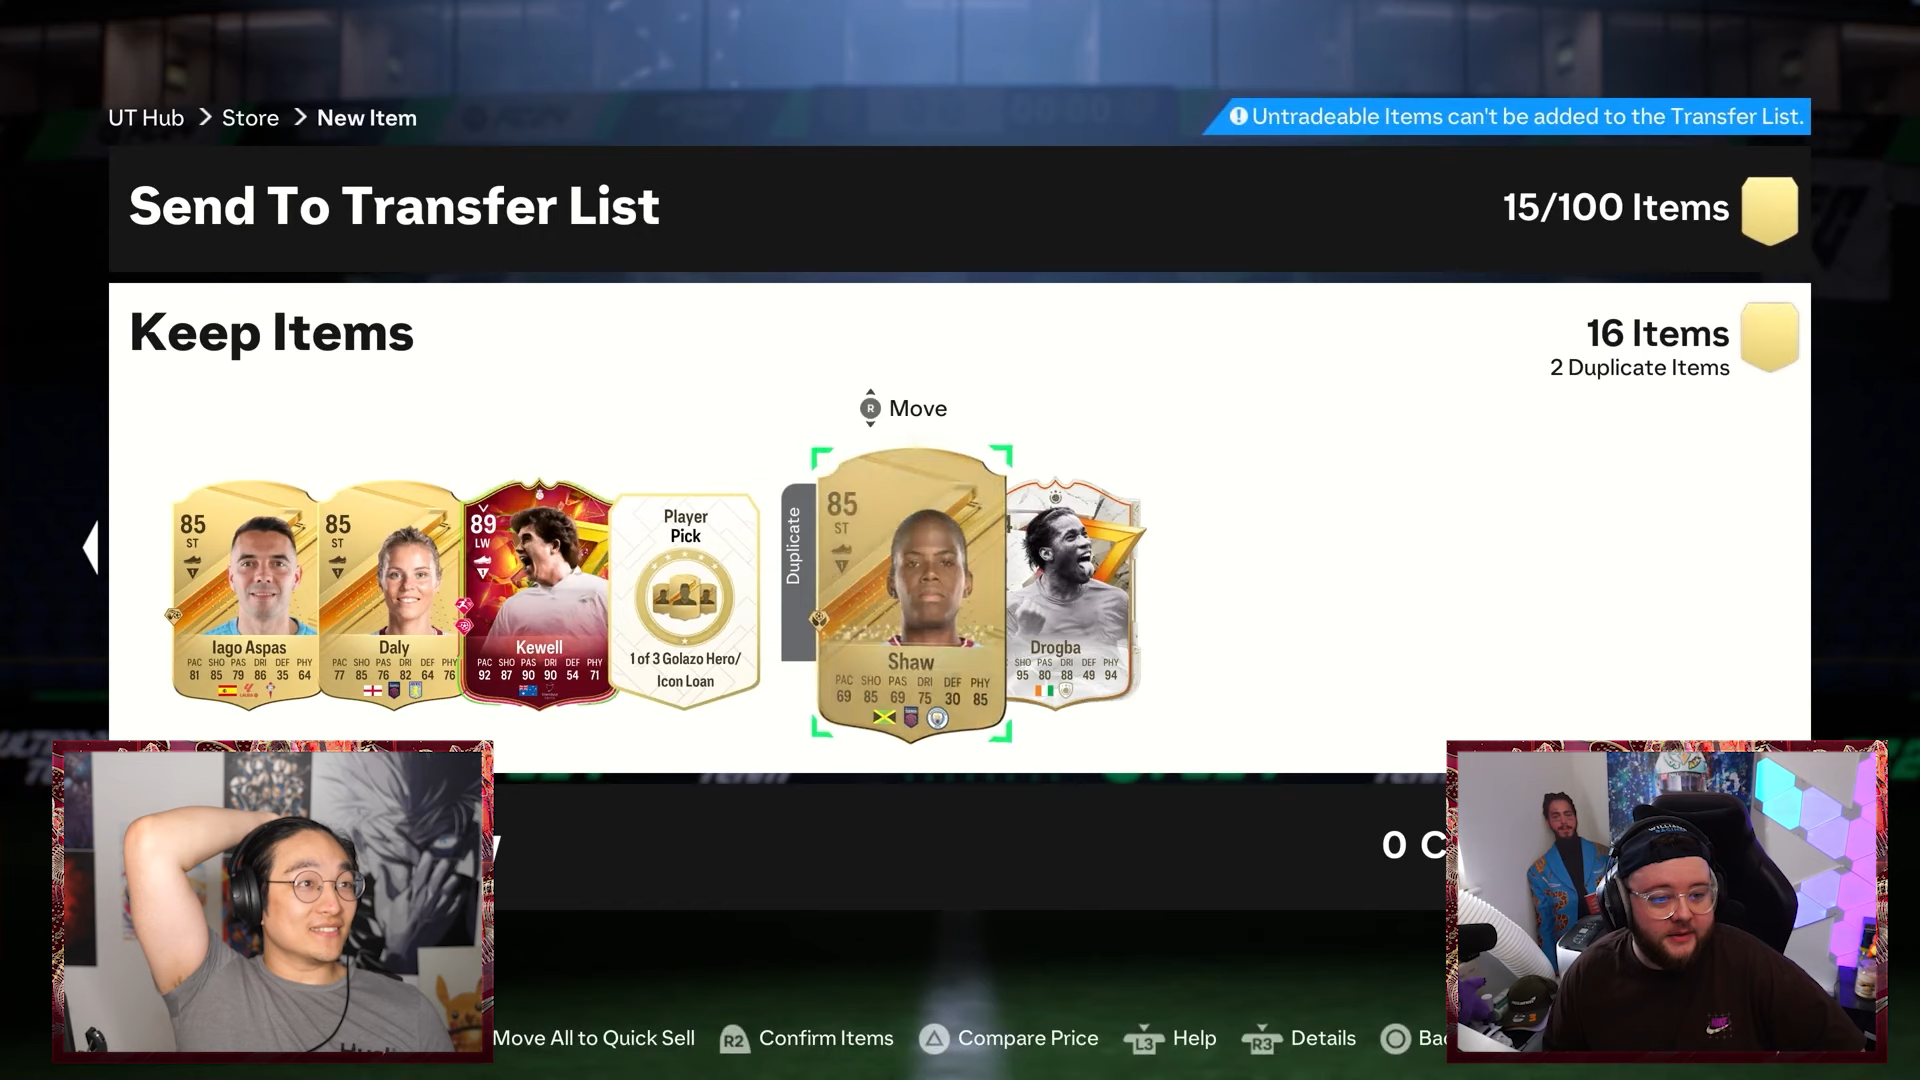 UT Hub > Store > New Item
Untradeable Items can't be added to the Transfer List.
Send To Transfer List
15/100 Items
Keep Items
16 Items
2 Duplicate Items
R Move
85
ST
Iago Aspas
PAC SHO PAS DRI DEF PHY
81 85 79 86 35 64
85
ST
Daly
PAC SHO PAS DRI DEF PHY
77 85 76 82 64 76
89
LW
Kewell
PAC SHO PAS DRI DEF PHY
92 87 90 90 54 71
Player
Pick
1 of 3 Golazo Hero/
Icon Loan
Duplicate
85
ST
Shaw
PAC SHO PAS DRI DEF PHY
69 85 69 75 30 85
Drogba
SHO PAS DRI DEF PHY
95 80 88 49 94
0 C
Move All to Quick Sell
R2 Confirm Items
Compare Price
L3 Help
R3 Details
Bac